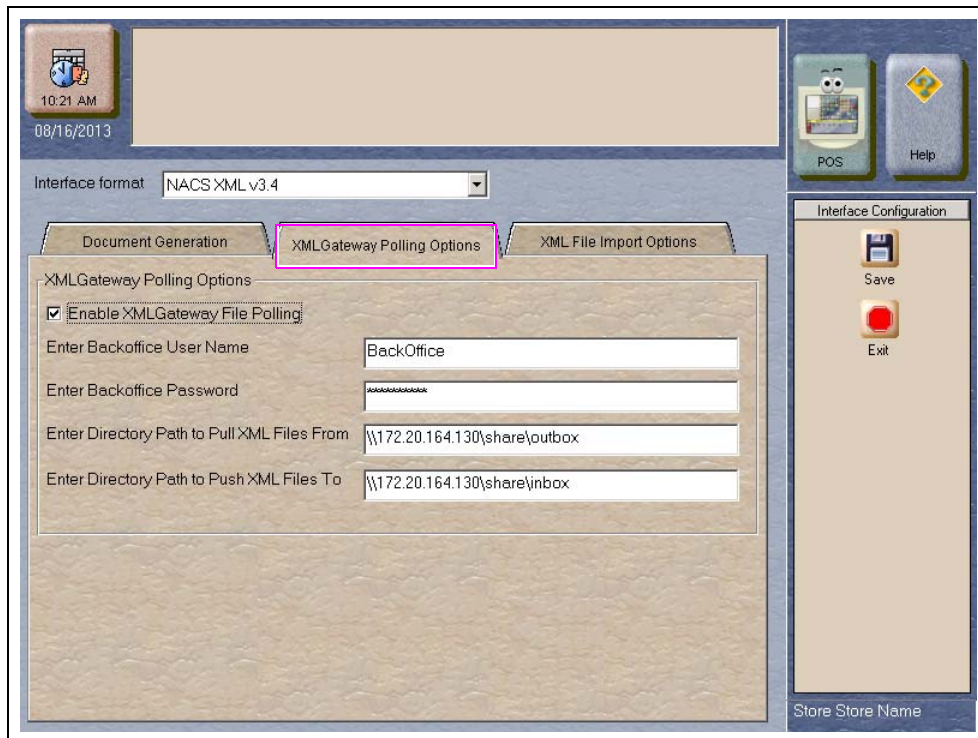 10:21 AM
08/16/2013
POS
Help
Interface format
NACS XML v3.4
Document Generation
XMLGateway Polling Options
XML File Import Options
XMLGateway Polling Options
Enable XMLGateway File Polling
Enter Backoffice User Name
BackOffice
Enter Backoffice Password
***********
Enter Directory Path to Pull XML Files From
\\172.20.164.130\share\outbox
Enter Directory Path to Push XML Files To
\\172.20.164.130\share\inbox
Interface Configuration
Save
Exit
Store Store Name